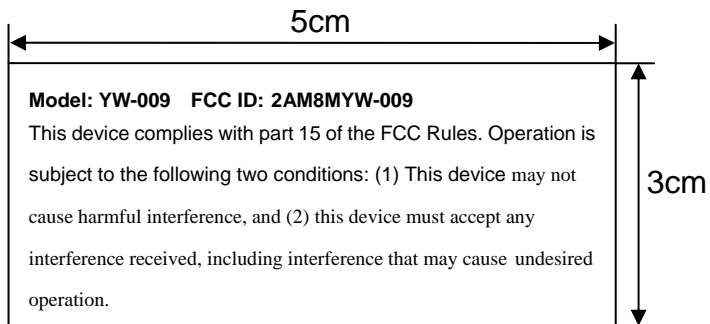 5cm
Model: YW-009 FCC ID: 2AM8MYW-009
This device complies with part 15 of the FCC Rules. Operation is
subject to the following two conditions: (1) This device may not
3cm
cause harmful interference, and (2) this device must accept any
interference received, including interference that may cause undesired
operation.